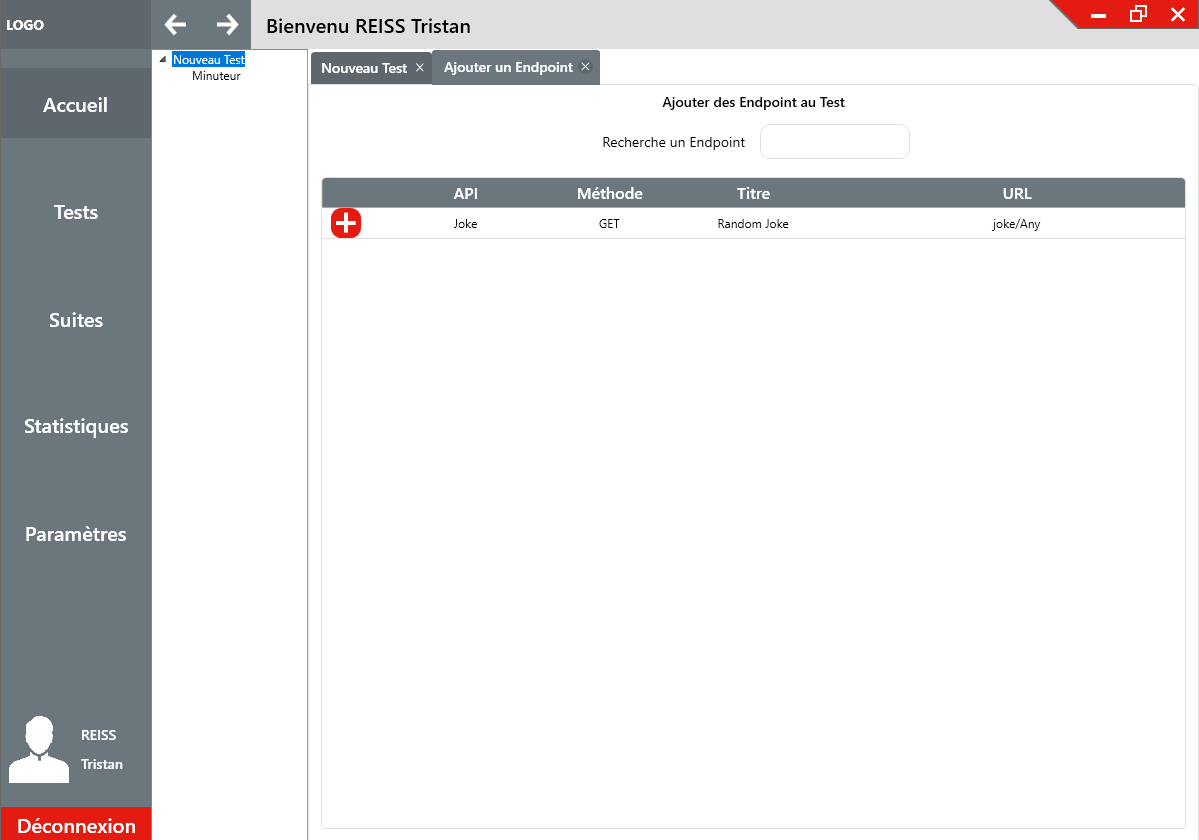 LOGO
Bienvenu REISS Tristan
Accueil
Tests
Suites
Statistiques
Paramètres
REISS
Tristan
Déconnexion
Nouveau Test
Minuteur
Nouveau Test
Ajouter un Endpoint
Ajouter des Endpoint au Test
Recherche un Endpoint
API Méthode Titre URL
Joke GET Random Joke joke/Any